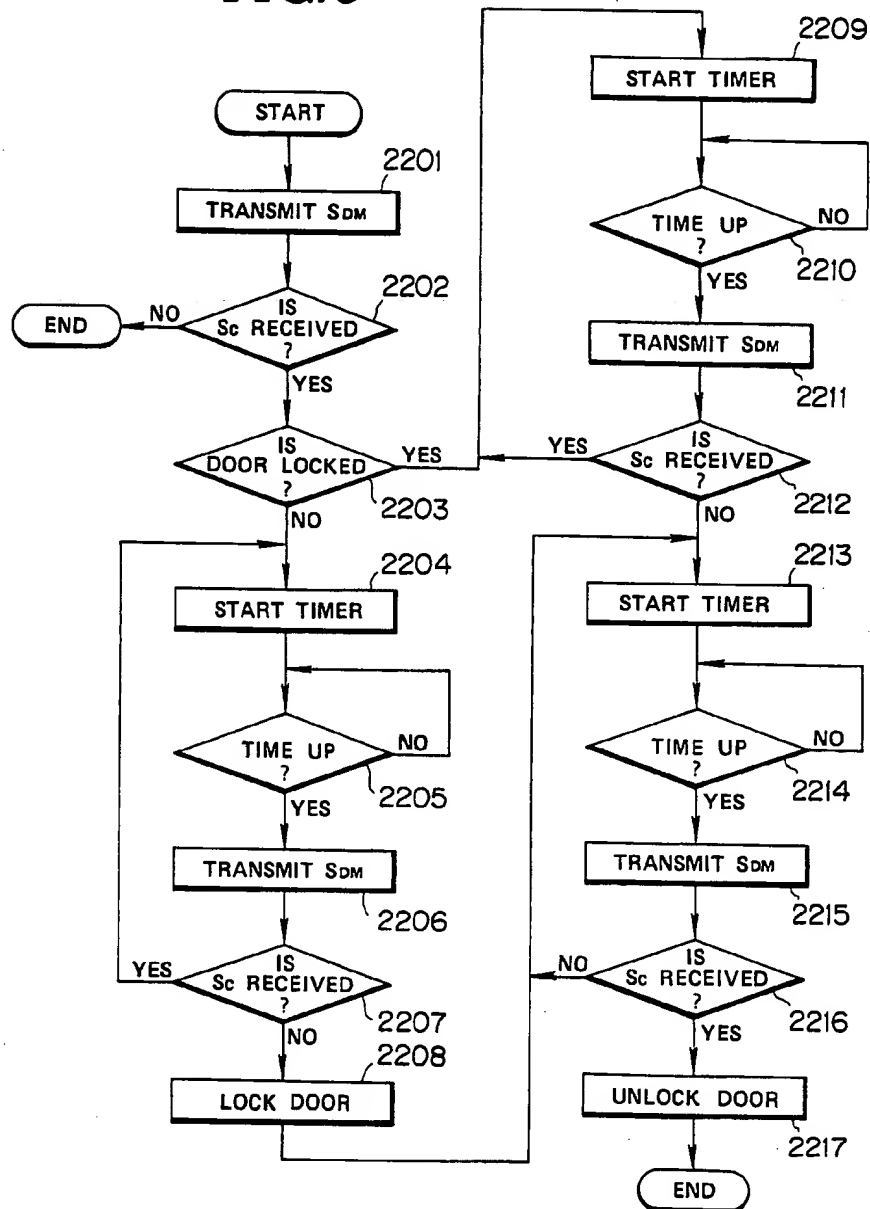 START
2201
TRANSMIT SDM
2202
IS
Sc RECEIVED
?
NO
END
YES
IS
DOOR LOCKED
?
YES
2203
NO
2204
START TIMER
TIME UP
?
NO
2205
YES
TRANSMIT SDM
2206
IS
Sc RECEIVED
?
YES
2207
NO
2208
LOCK DOOR
2209
START TIMER
TIME UP
?
NO
2210
YES
TRANSMIT SDM
2211
IS
Sc RECEIVED
?
YES
2212
NO
2213
START TIMER
TIME UP
?
NO
2214
YES
TRANSMIT SDM
2215
IS
Sc RECEIVED
?
NO
2216
YES
UNLOCK DOOR
2217
END